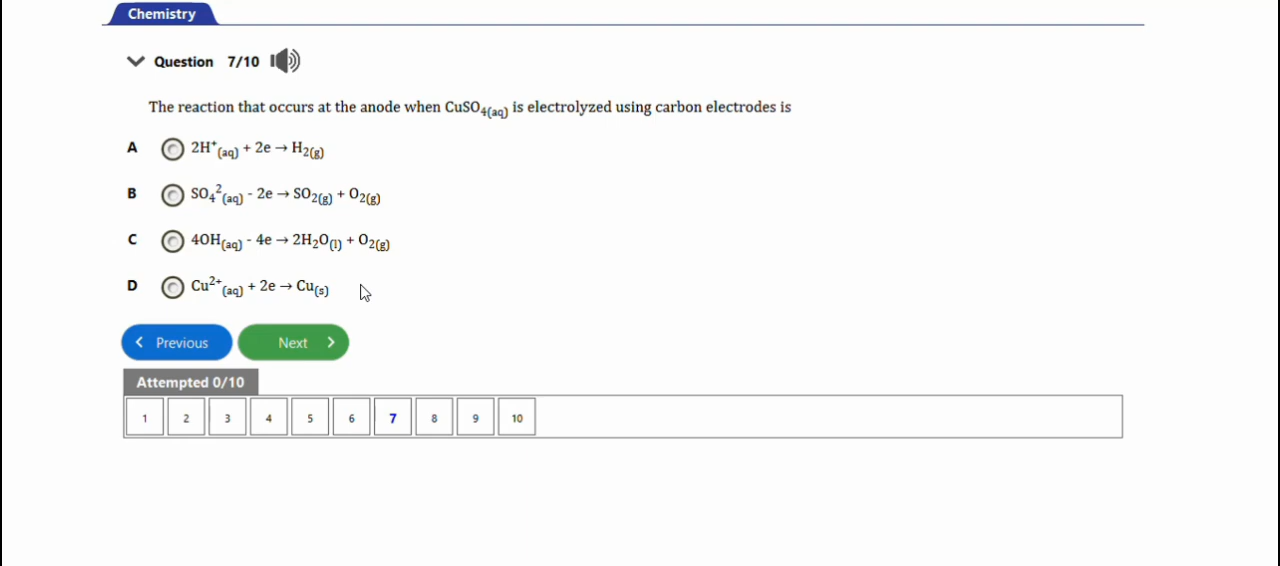 Chemistry
Question 7/10
The reaction that occurs at the anode when CuSO₄₍ₐq₎ is electrolyzed using carbon electrodes is
A 2H⁺(aq) + 2e → H₂(g)
B SO₄²(aq) - 2e → SO₂(g) + O₂(g)
C 4OH(aq) - 4e → 2H₂O(l) + O₂(g)
D Cu²⁺(aq) + 2e → Cu(s)
< Previous Next >
Attempted 0/10
1 2 3 4 5 6 7 8 9 10